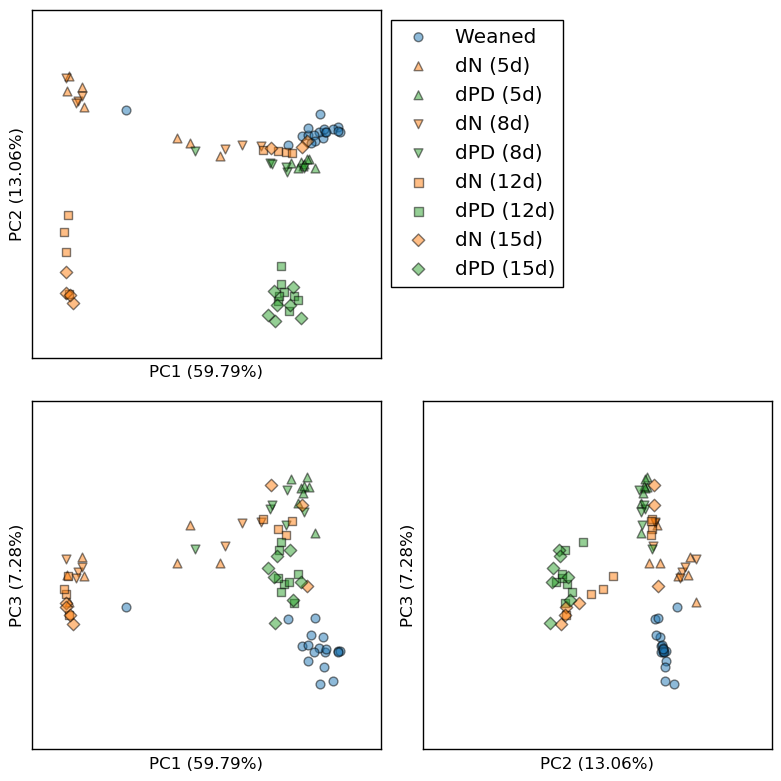 PC2 (13.06%)
PC1 (59.79%)
Weaned
dN (5d)
dPD (5d)
dN (8d)
dPD (8d)
dN (12d)
dPD (12d)
dN (15d)
dPD (15d)
PC3 (7.28%)
PC1 (59.79%)
PC3 (7.28%)
PC2 (13.06%)